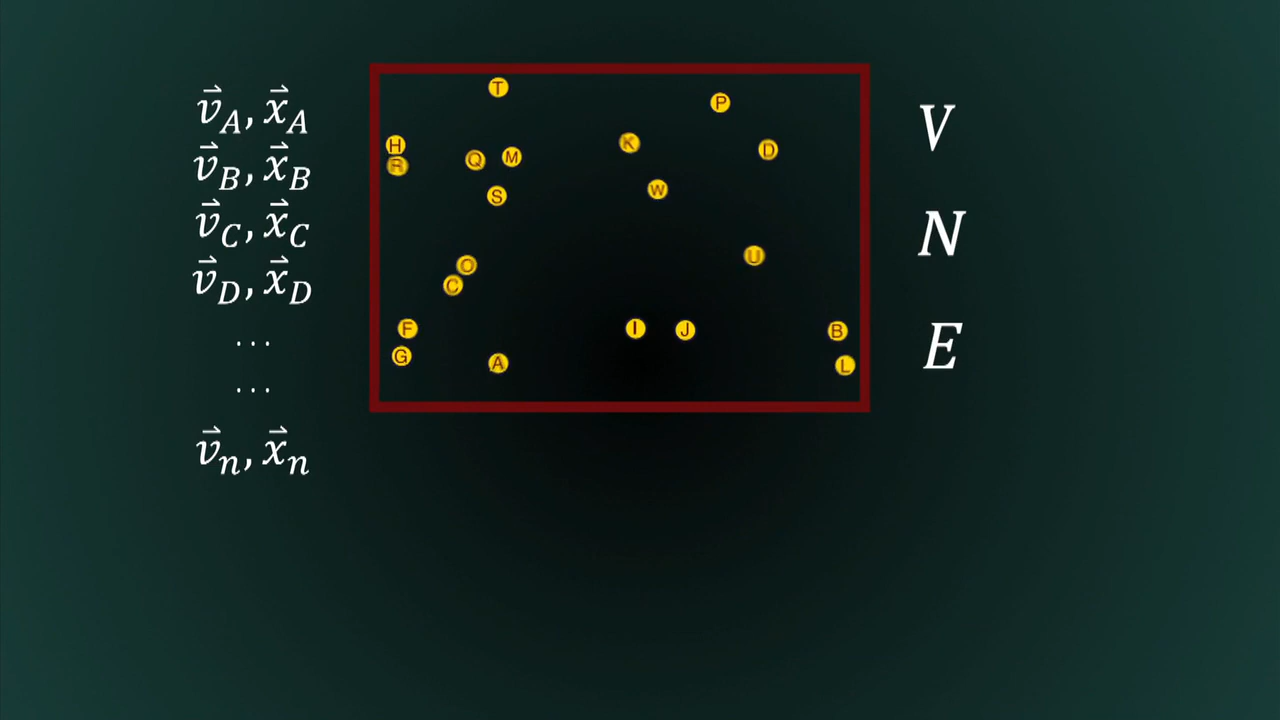 v⃗_A, x⃗_A
v⃗_B, x⃗_B
v⃗_C, x⃗_C
v⃗_D, x⃗_D
...
...
v⃗_n, x⃗_n
T
P
H
K
D
R
Q
M
W
S
O
U
C
F
I
J
B
G
A
L
V
N
E